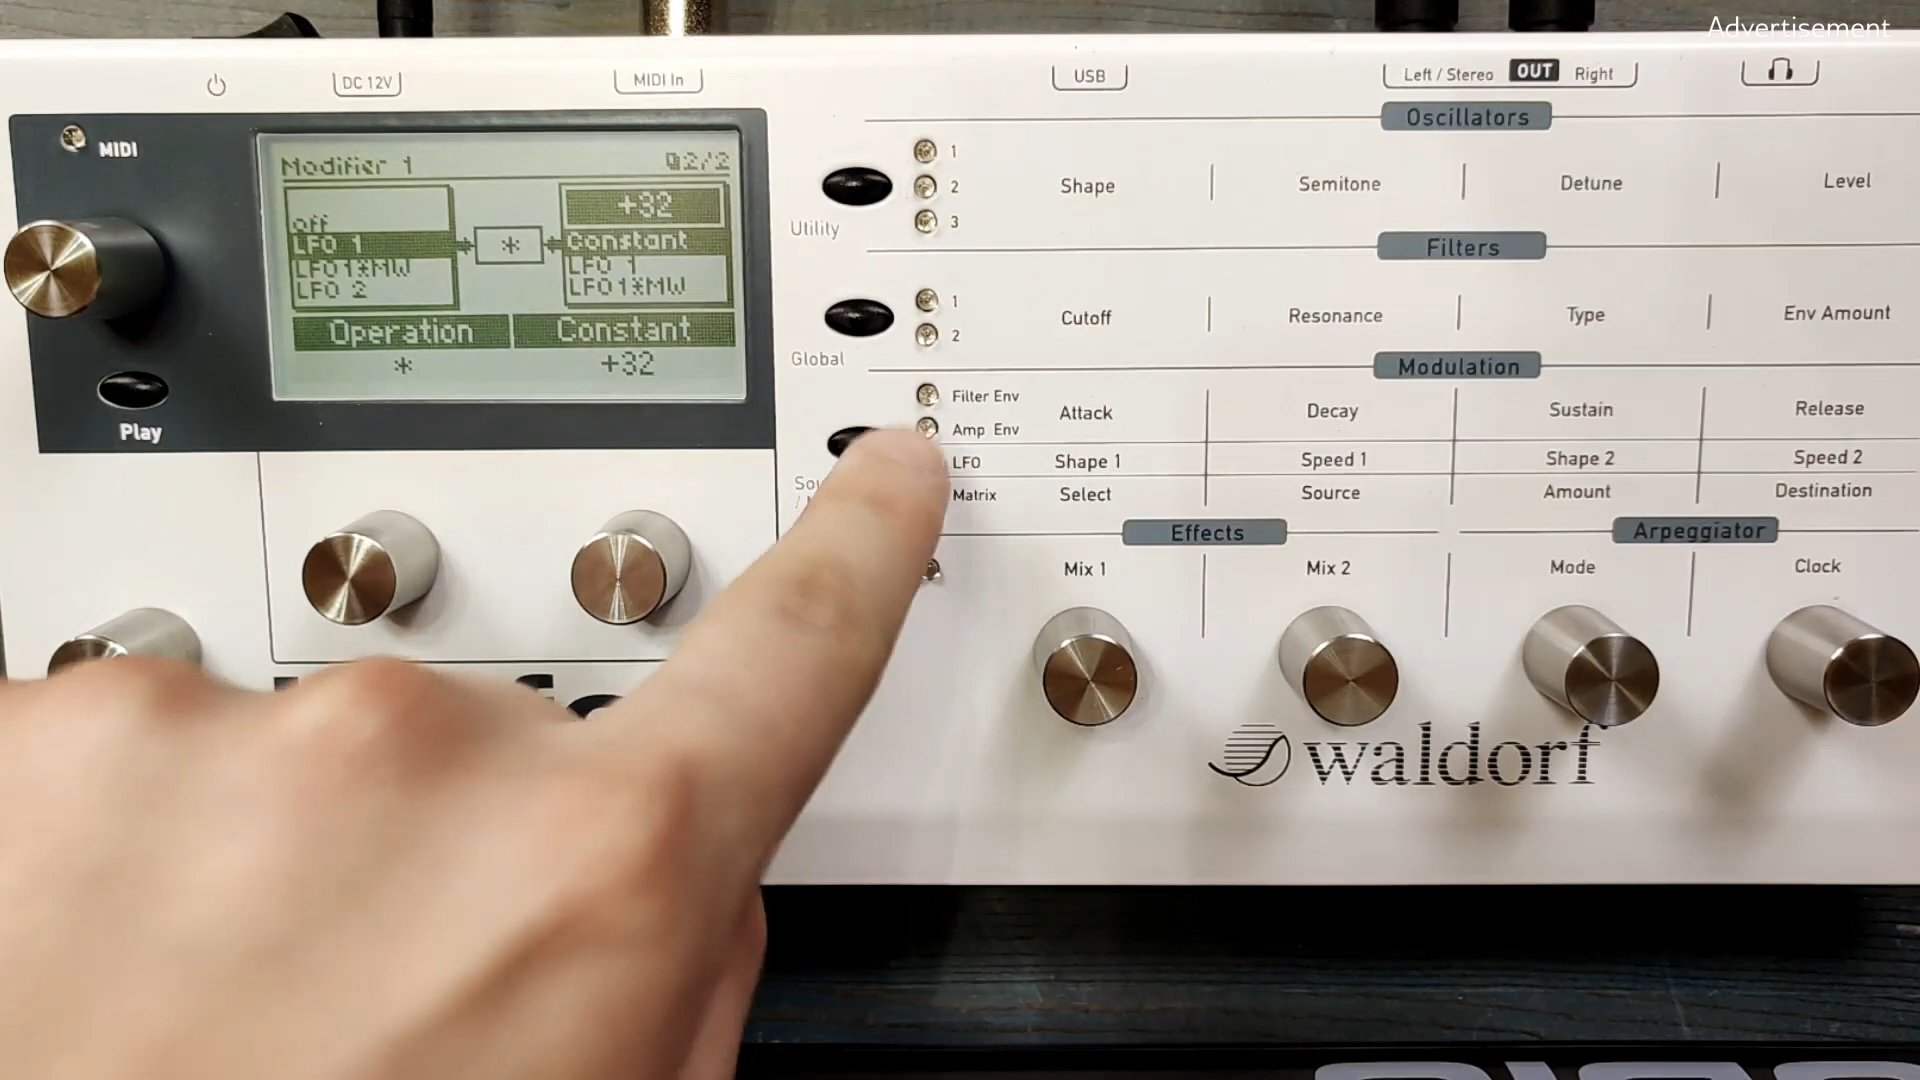 Advertisement
DC 12V
MIDI In
USB
Left / Stereo OUT Right
MIDI
Modifier 1 2/2
off
LFO 1
LFO1*MW
LFO 2
*
+32
Constant
LFO 1
LFO1*MW
Operation Constant
* +32
Play
Utility
Global
Oscillators
1
2
3
Shape Semitone Detune Level
Filters
1
2
Cutoff Resonance Type Env Amount
Modulation
Filter Env
Amp Env
Attack Decay Sustain Release
LFO Shape 1 Speed 1 Shape 2 Speed 2
Matrix Select Source Amount Destination
Effects Arpeggiator
Mix 1 Mix 2 Mode Clock
waldorf